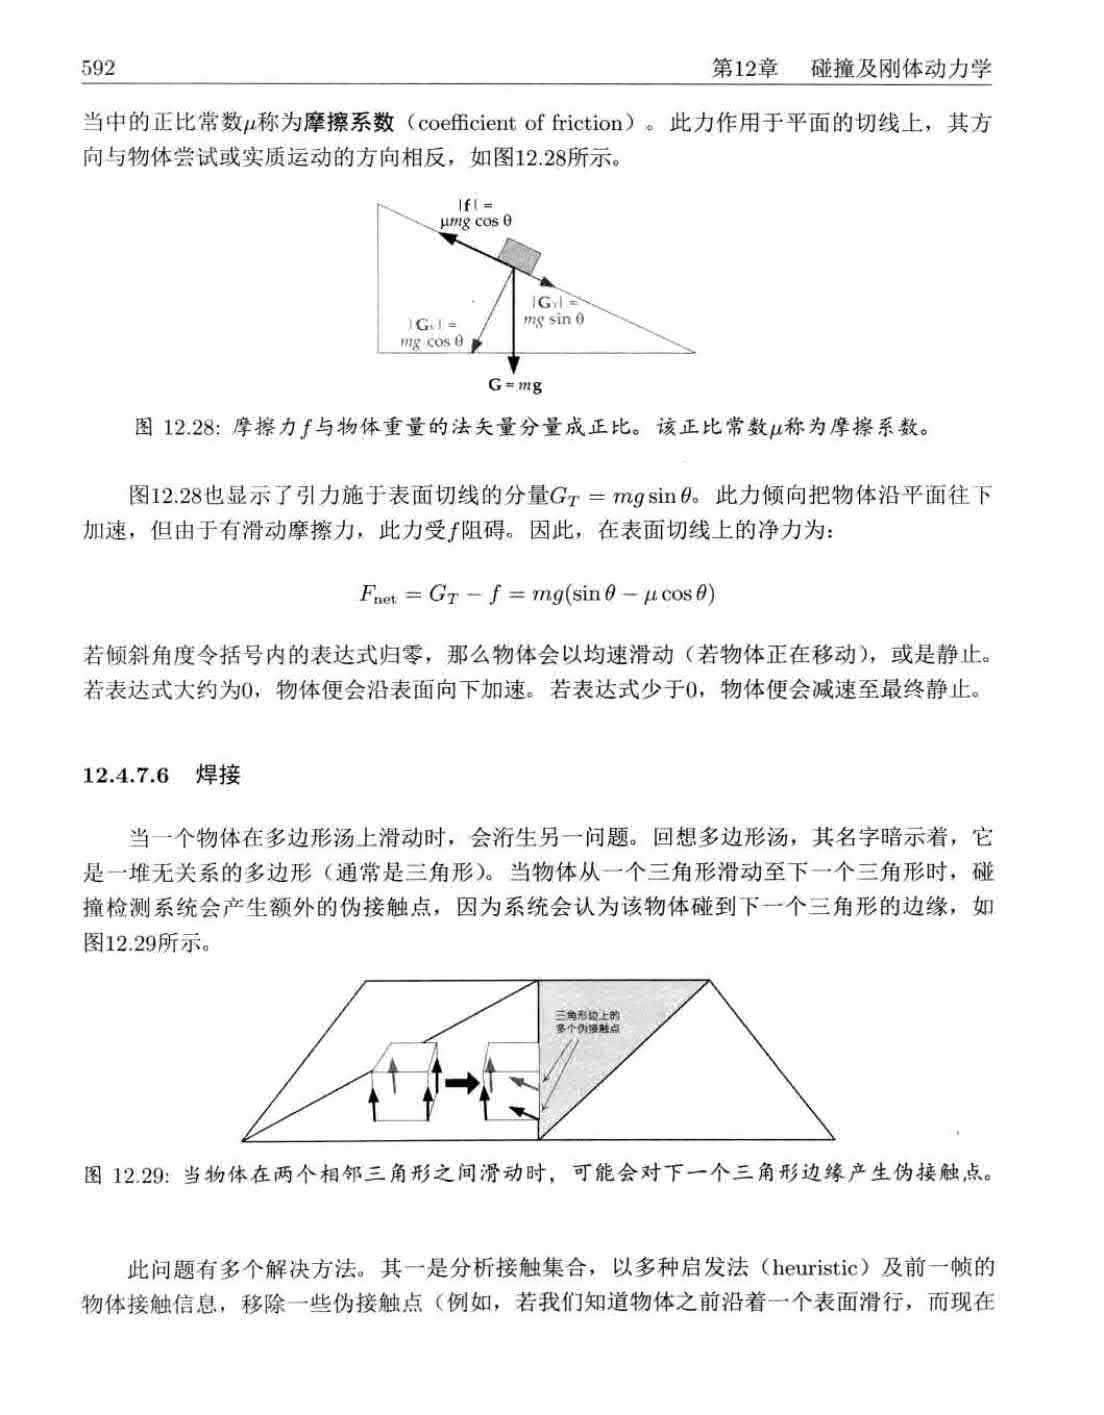 592
第12章 碰撞及刚体动力学
当中的正比常数μ称为摩擦系数（coefficient of friction）。此力作用于平面的切线上，其方
向与物体尝试或实质运动的方向相反，如图12.28所示。
|f| =
μmg cos θ
|G
| =
mg sin θ
|G
| =
mg cos θ
G = mg
图 12.28: 摩擦力f与物体重量的法矢量分量成正比。该正比常数μ称为摩擦系数。
图12.28也显示了引力施于表面切线的分量G_T = mg sin θ。此力倾向把物体沿平面往下
加速，但由于有滑动摩擦力，此力受f阻碍。因此，在表面切线上的净力为：
F_net = G_T − f = mg(sin θ − μ cos θ)
若倾斜角度令括号内的表达式归零，那么物体会以均速滑动（若物体正在移动），或是静止。
若表达式大约为0，物体便会沿表面向下加速。若表达式少于0，物体便会减速至最终静止。
12.4.7.6 焊接
当一个物体在多边形汤上滑动时，会洐生另一问题。回想多边形汤，其名字暗示着，它
是一堆无关系的多边形（通常是三角形）。当物体从一个三角形滑动至下一个三角形时，碰
撞检测系统会产生额外的伪接触点，因为系统会认为该物体碰到下一个三角形的边缘，如
图12.29所示。
三角形边上的
多个伪接触点
图 12.29: 当物体在两个相邻三角形之间滑动时，可能会对下一个三角形边缘产生伪接触点。
此问题有多个解决方法。其一是分析接触集合，以多种启发法（heuristic）及前一帧的
物体接触信息，移除一些伪接触点（例如，若我们知道物体之前沿着一个表面滑行，而现在